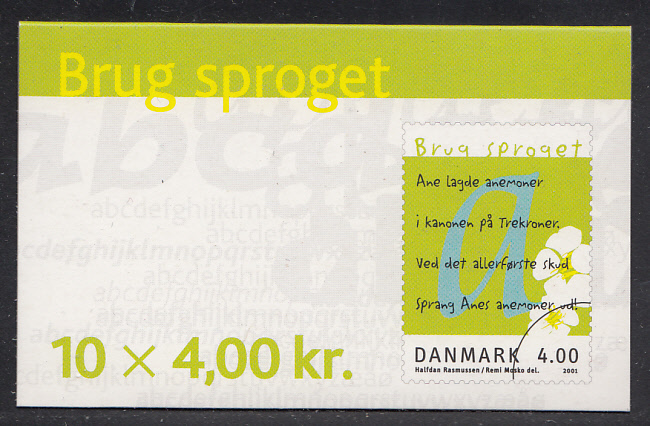 Brug sproget
Brug sproget
Ane lagde anemoner
i kanonen på Trekroner.
Ved det allerførste skud
sprang Anes anemoner ud!
DANMARK 4.00
Halfdan Rasmussen / Remi Mosko del. 2001
10 × 4,00 kr.